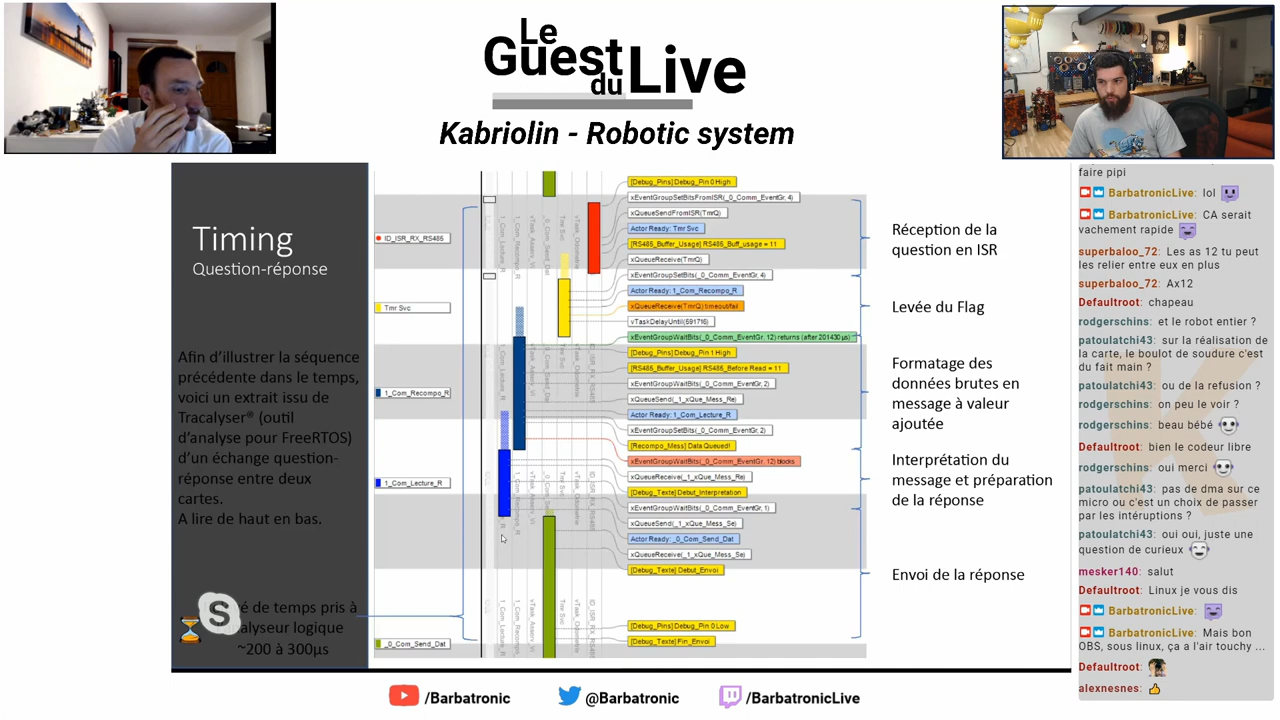 Le
Guest
du Live
Kabriolin - Robotic system
Timing
Question-réponse
Afin d'illustrer la séquence
précédente dans le temps,
voici un extrait issu de
Tracalyser® (outil
d'analyse pour FreeRTOS)
d'un échange question-
réponse entre deux
cartes.
A lire de haut en bas.
é de temps pris à
alyseur logique
~200 à 300µs
ID_ISR_RX_RS485
Tmr Svc
1_Com_Recompo_R
1_Com_Lecture_R
_0_Com_Send_Dat
[Debug_Pins] Debug_Pin 0 High
xEventGroupSetBitsFromISR(_0_Comm_EventGr, 4)
xQueueSendFromISR(TmrQ)
Actor Ready: Tmr Svc
[RS485_Buffer_Usage] RS485_Buff_usage = 11
xQueueReceive(TmrQ)
xEventGroupSetBits(_0_Comm_EventGr, 4)
Actor Ready: 1_Com_Recompo_R
xQueueReceive(TmrQ) timeout/fail
vTaskDelayUntil(591716)
xEventGroupWaitBits(_0_Comm_EventGr, 12) returns (after 201430 µs)
[Debug_Pins] Debug_Pin 1 High
[RS485_Buffer_Usage] RS485_Before Read = 11
xEventGroupWaitBits(_0_Comm_EventGr, 2)
xQueueSend(_1_xQue_Mess_Re)
Actor Ready: 1_Com_Lecture_R
xEventGroupSetBits(_0_Comm_EventGr, 2)
[Recompo_Mess] Data Queued!
xEventGroupWaitBits(_0_Comm_EventGr, 12) blocks
xQueueReceive(_1_xQue_Mess_Re)
[Debug_Texte] Debut_Interpretation
xEventGroupWaitBits(_0_Comm_EventGr, 1)
xQueueSend(_1_xQue_Mess_Se)
Actor Ready: _0_Com_Send_Dat
xQueueReceive(_1_xQue_Mess_Se)
[Debug_Texte] Debut_Envoi
[Debug_Pins] Debug_Pin 0 Low
[Debug_Texte] Fin_Envoi
Réception de la
question en ISR
Levée du Flag
Formatage des
données brutes en
message à valeur
ajoutée
Interprétation du
message et préparation
de la réponse
Envoi de la réponse
faire pipi
BarbatronicLive: lol
BarbatronicLive: CA serait
vachement rapide
superbaloo_72: Les as 12 tu peut
les relier entre eux en plus
superbaloo_72: Ax12
Defaultroot: chapeau
rodgerschins: et le robot entier ?
patoulatchi43: sur la réalisation de
la carte, le boulot de soudure c'est
du fait main ?
patoulatchi43: ou de la refusion ?
rodgerschins: on peu le voir ?
rodgerschins: beau bébé
Defaultroot: bien le codeur libre
rodgerschins: oui merci
patoulatchi43: pas de dma sur ce
micro ou c'est un choix de passer
par les intéruptions ?
patoulatchi43: oui oui, juste une
question de curieux
mesker140: salut
Defaultroot: Linux je vous dis
BarbatronicLive:
BarbatronicLive: Mais bon
OBS, sous linux, ça a l'air touchy ...
Defaultroot:
alexnesnes:
/Barbatronic
@Barbatronic
/BarbatronicLive